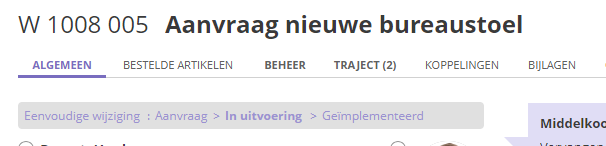 W 1008 005 Aanvraag nieuwe bureaustoel
ALGEMEEN BESTELDE ARTIKELEN BEHEER TRAJECT (2) KOPPELINGEN BIJLAGEN
Eenvoudige wijziging : Aanvraag > In uitvoering > Geïmplementeerd